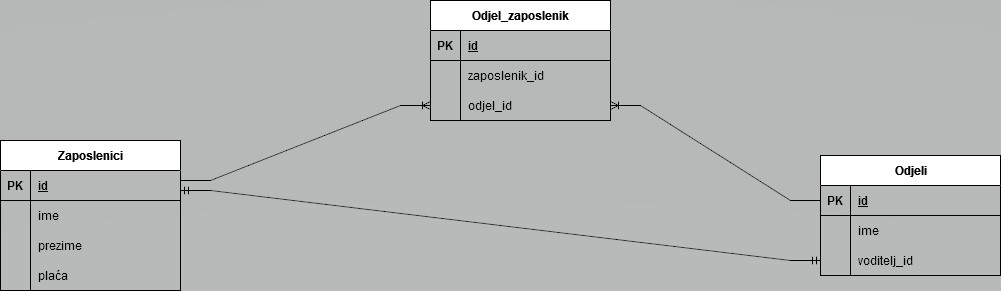 Odjel_zaposlenik
PK id
zaposlenik_id
odjel_id
Zaposlenici
PK id
ime
prezime
plaća
Odjeli
PK id
ime
voditelj_id